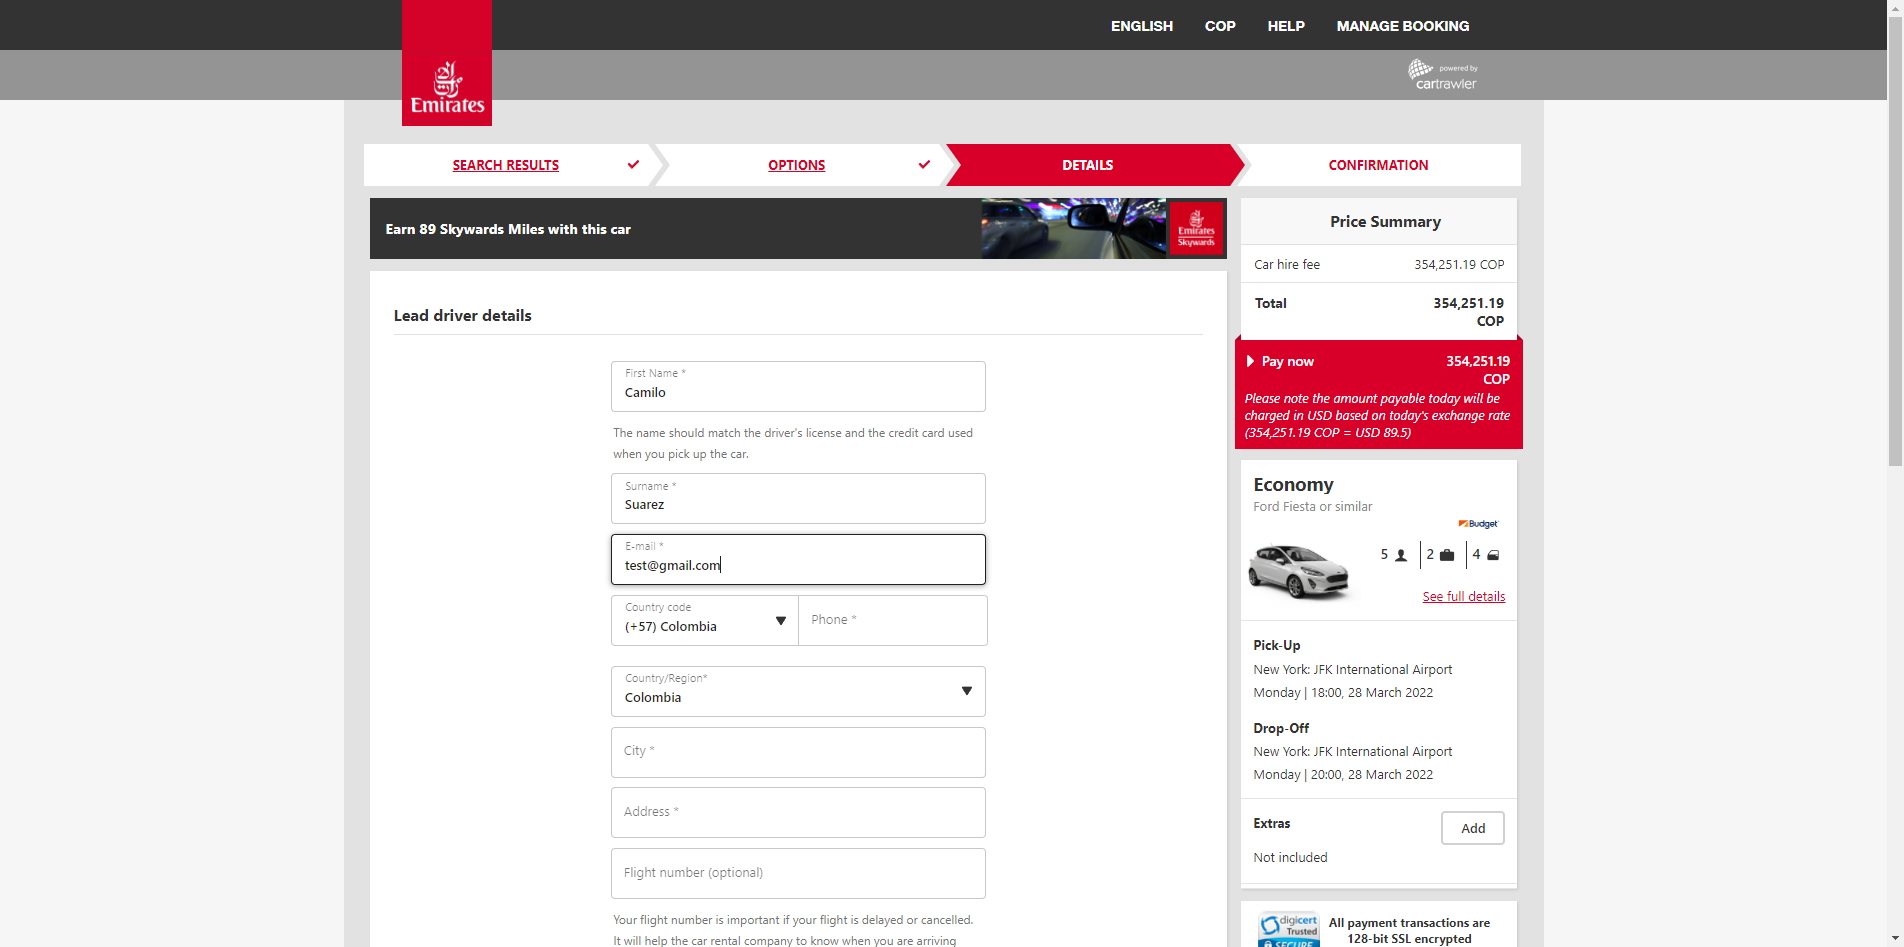 ENGLISH COP HELP MANAGE BOOKING
powered by
cartrawler
Emirates
SEARCH RESULTS OPTIONS DETAILS CONFIRMATION
Earn 89 Skywards Miles with this car
Emirates
Skywards
Lead driver details
First Name *
Camilo
The name should match the driver's license and the credit card used
when you pick up the car.
Surname *
Suarez
E-mail *
test@gmail.com
Country code
(+57) Colombia
Phone *
Country/Region*
Colombia
City *
Address *
Flight number (optional)
Your flight number is important if your flight is delayed or cancelled.
It will help the car rental company to know when you are arriving
Price Summary
Car hire fee 354,251.19 COP
Total 354,251.19
COP
Pay now 354,251.19
COP
Please note the amount payable today will be
charged in USD based on today's exchange rate
(354,251.19 COP = USD 89.5)
Economy
Ford Fiesta or similar
Budget
5 2 4
See full details
Pick-Up
New York: JFK International Airport
Monday | 18:00, 28 March 2022
Drop-Off
New York: JFK International Airport
Monday | 20:00, 28 March 2022
Extras
Add
Not included
digicert
Trusted
SECURE
All payment transactions are
128-bit SSL encrypted